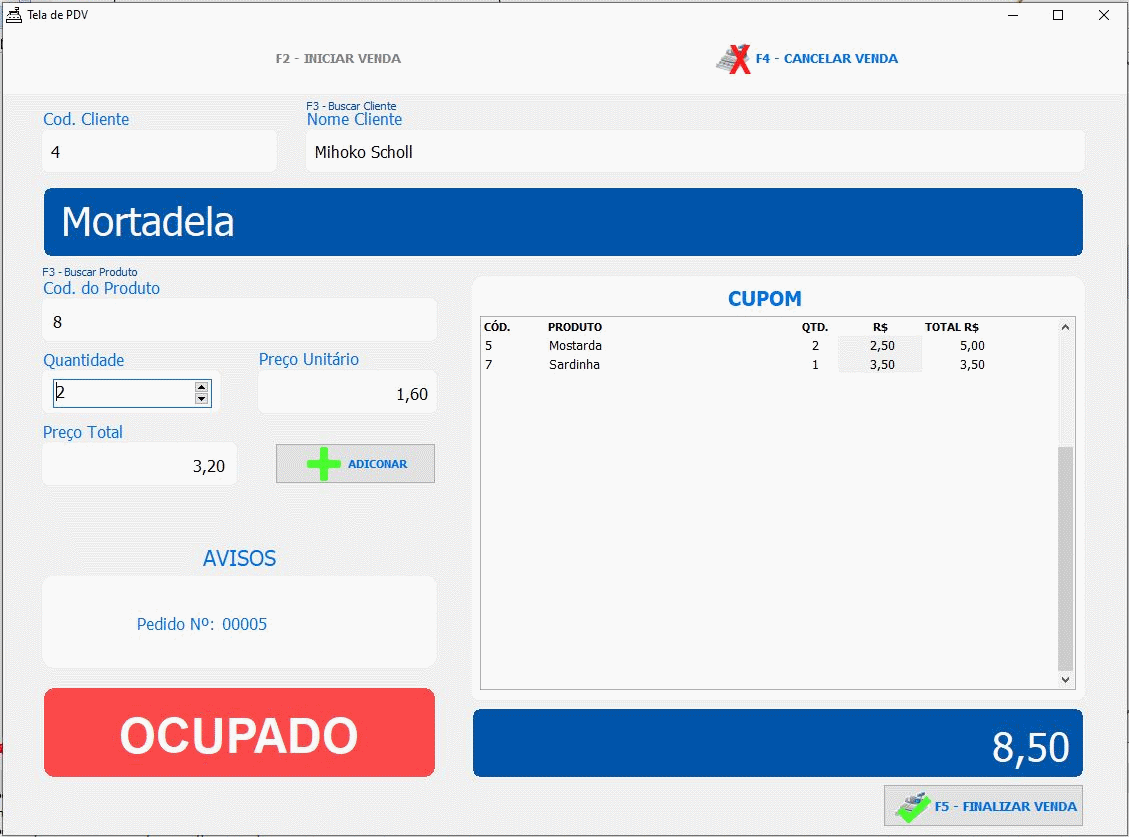 Tela de PDV
F2 - INICIAR VENDA
F4 - CANCELAR VENDA
Cod. Cliente
F3 - Buscar Cliente
Nome Cliente
4
Mihoko Scholl
Mortadela
F3 - Buscar Produto
Cod. do Produto
8
Quantidade
Preço Unitário
2
1,60
Preço Total
3,20
ADICONAR
AVISOS
Pedido Nº: 00005
OCUPADO
CUPOM
CÓD. PRODUTO QTD. R$ TOTAL R$
5 Mostarda 2 2,50 5,00
7 Sardinha 1 3,50 3,50
8,50
F5 - FINALIZAR VENDA